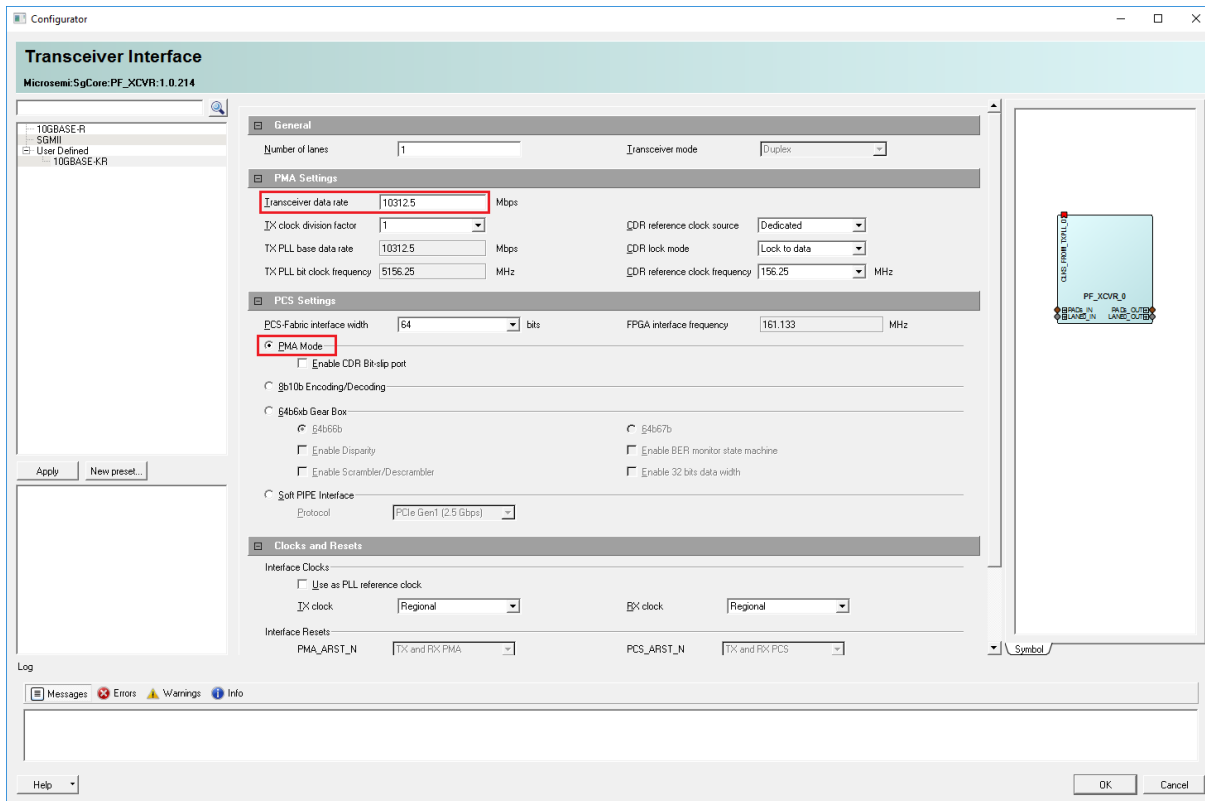 Configurator
Transceiver Interface
Microsemi:SgCore:PF_XCVR:1.0.214
10GBASE-R
SGMII
User Defined
10GBASE-KR
Apply New preset...
General
Number of lanes 1 Transceiver mode Duplex
PMA Settings
Transceiver data rate 10312.5 Mbps
TX clock division factor 1 CDR reference clock source Dedicated
TX PLL base data rate 10312.5 Mbps CDR lock mode Lock to data
TX PLL bit clock frequency 5156.25 MHz CDR reference clock frequency 156.25 MHz
PCS Settings
PCS-Fabric interface width 64 bits FPGA interface frequency 161.133 MHz
PMA Mode
Enable CDR Bit-slip port
8b10b Encoding/Decoding
64b6xb Gear Box
64b66b 64b67b
Enable Disparity Enable BER monitor state machine
Enable Scrambler/Descrambler Enable 32 bits data width
Soft PIPE Interface
Protocol PCIe Gen1 (2.5 Gbps)
Clocks and Resets
Interface Clocks
Use as PLL reference clock
TX clock Regional RX clock Regional
Interface Resets
PMA_ARST_N TX and RX PMA PCS_ARST_N TX and RX PCS
CLKS_FROM_TXPLL_0
PF_XCVR_0
PADs_IN PADs_OUT
LANE0_IN LANE0_OUT
Symbol
Log
Messages Errors Warnings Info
Help OK Cancel